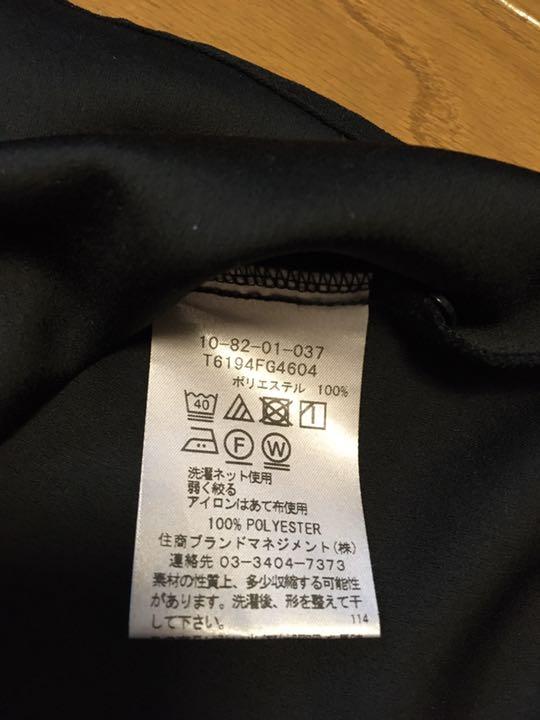 10-82-01-037
T6194FG4604
ポリエステル 100%
40
F W
洗濯ネット使用
弱く絞る
アイロンはあて布使用
100% POLYESTER
住商ブランドマネジメント(株)
連絡先 03-3404-7373
素材の性質上、多少収縮する可能性
があります。洗濯後、形を整えて干
して下さい。
114